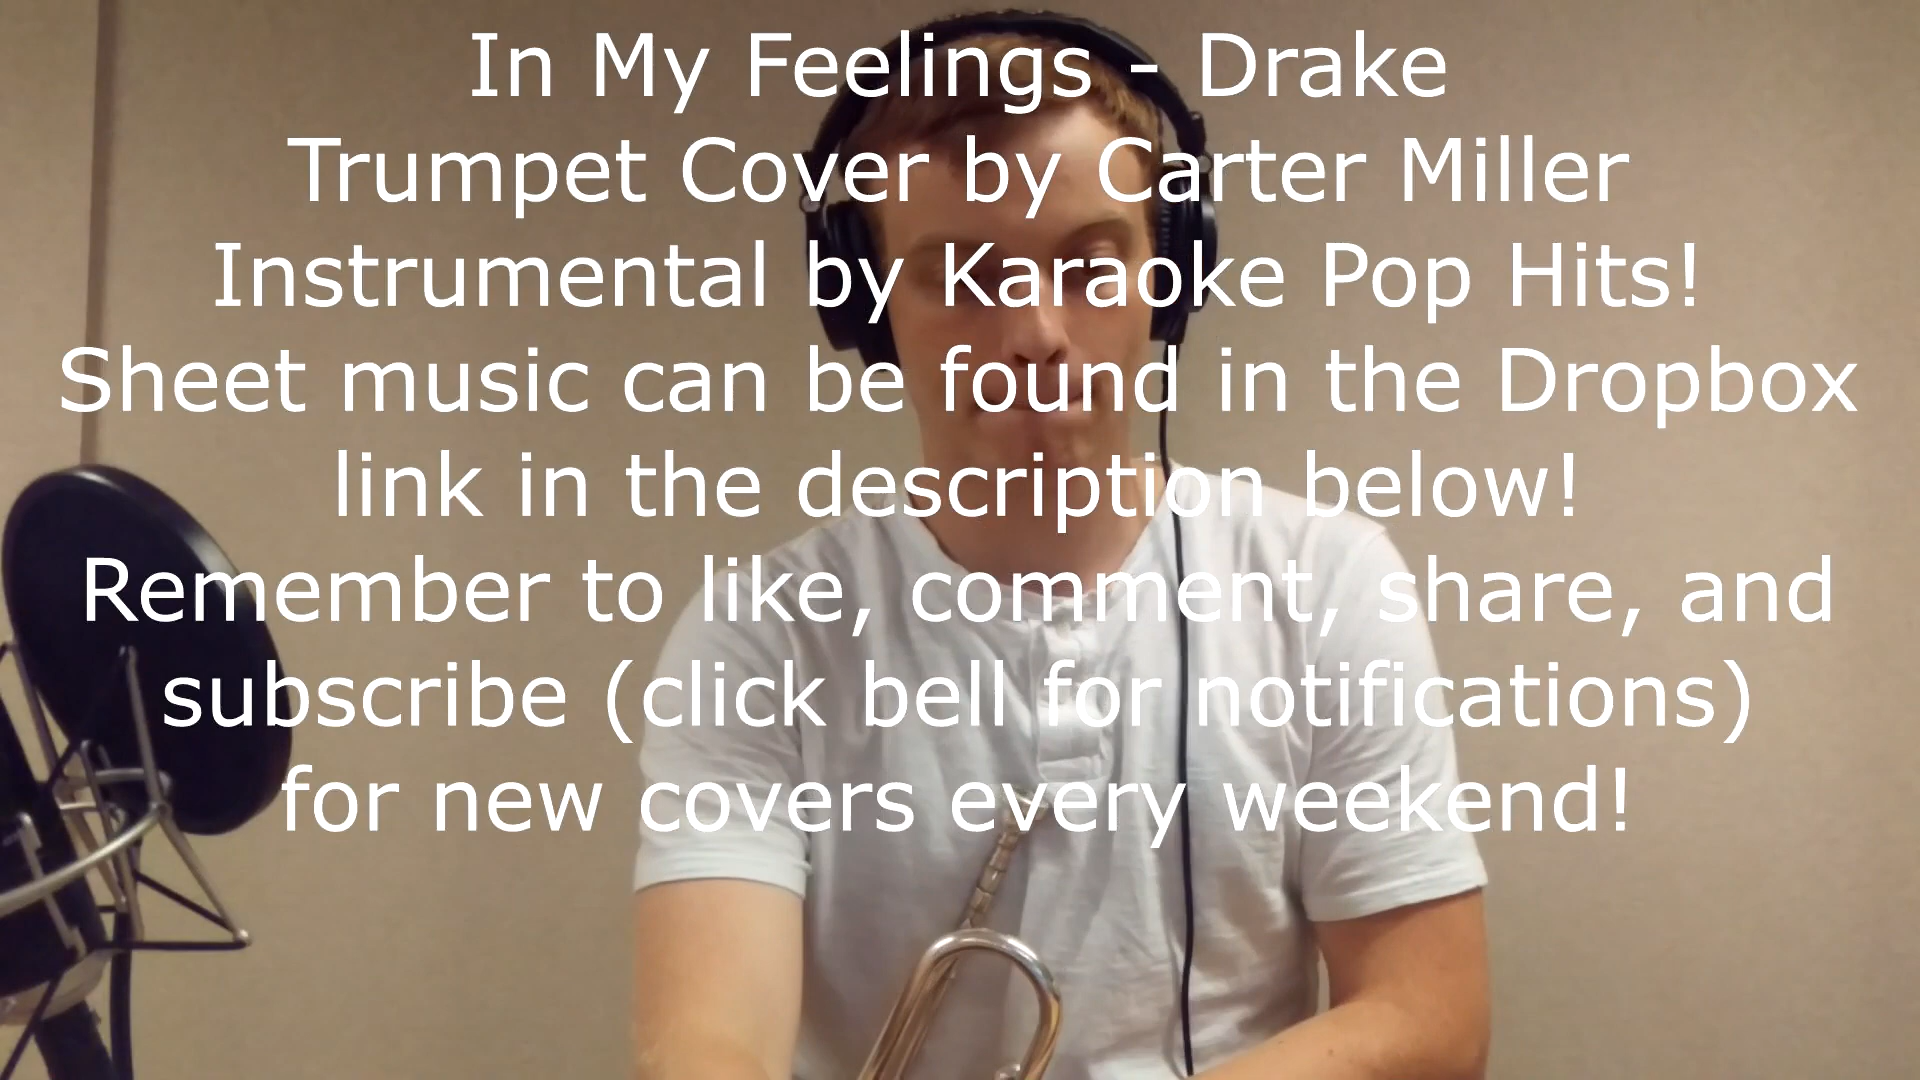 In My Feelings - Drake
Trumpet Cover by Carter Miller
Instrumental by Karaoke Pop Hits!
Sheet music can be found in the Dropbox
link in the description below!
Remember to like, comment, share, and
subscribe (click bell for notifications)
for new covers every weekend!